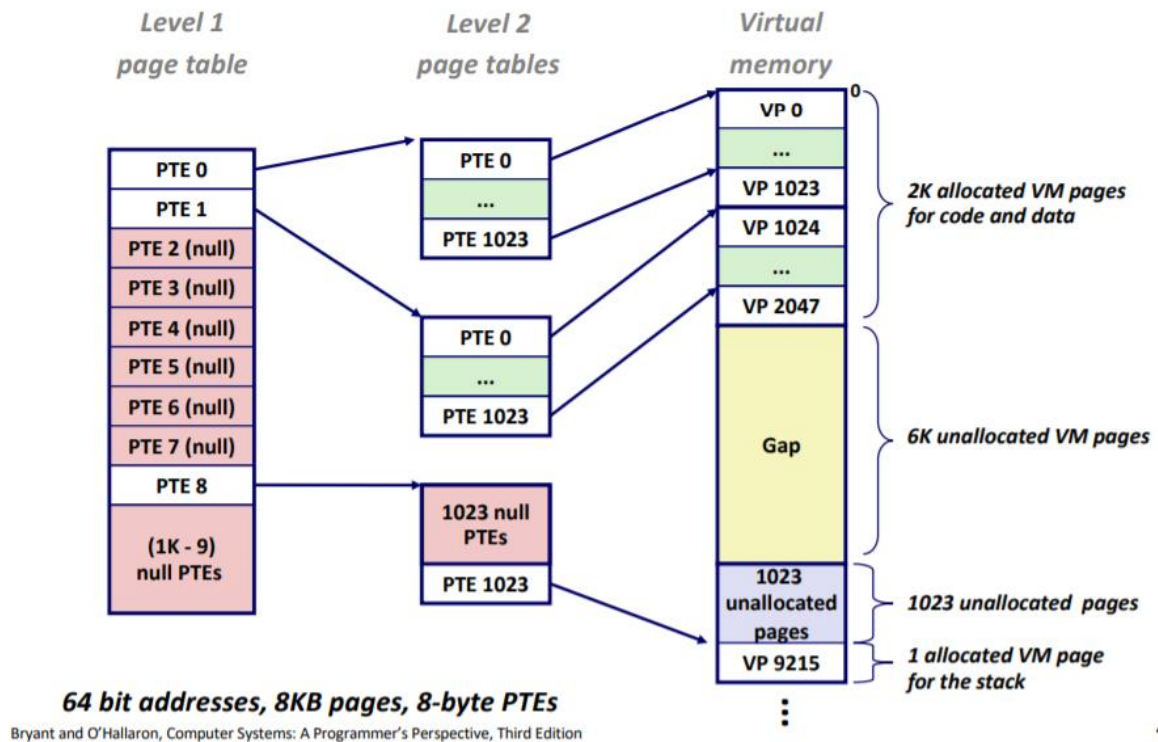 Level 1
page table
Level 2
page tables
Virtual
memory
PTE 0
PTE 1
PTE 2 (null)
PTE 3 (null)
PTE 4 (null)
PTE 5 (null)
PTE 6 (null)
PTE 7 (null)
PTE 8
(1K - 9)
null PTEs
PTE 0
...
PTE 1023
PTE 0
...
PTE 1023
1023 null
PTEs
PTE 1023
0
VP 0
...
VP 1023
VP 1024
...
VP 2047
Gap
1023
unallocated
pages
VP 9215
2K allocated VM pages
for code and data
6K unallocated VM pages
1023 unallocated pages
1 allocated VM page
for the stack
64 bit addresses, 8KB pages, 8-byte PTEs
Bryant and O'Hallaron, Computer Systems: A Programmer's Perspective, Third Edition